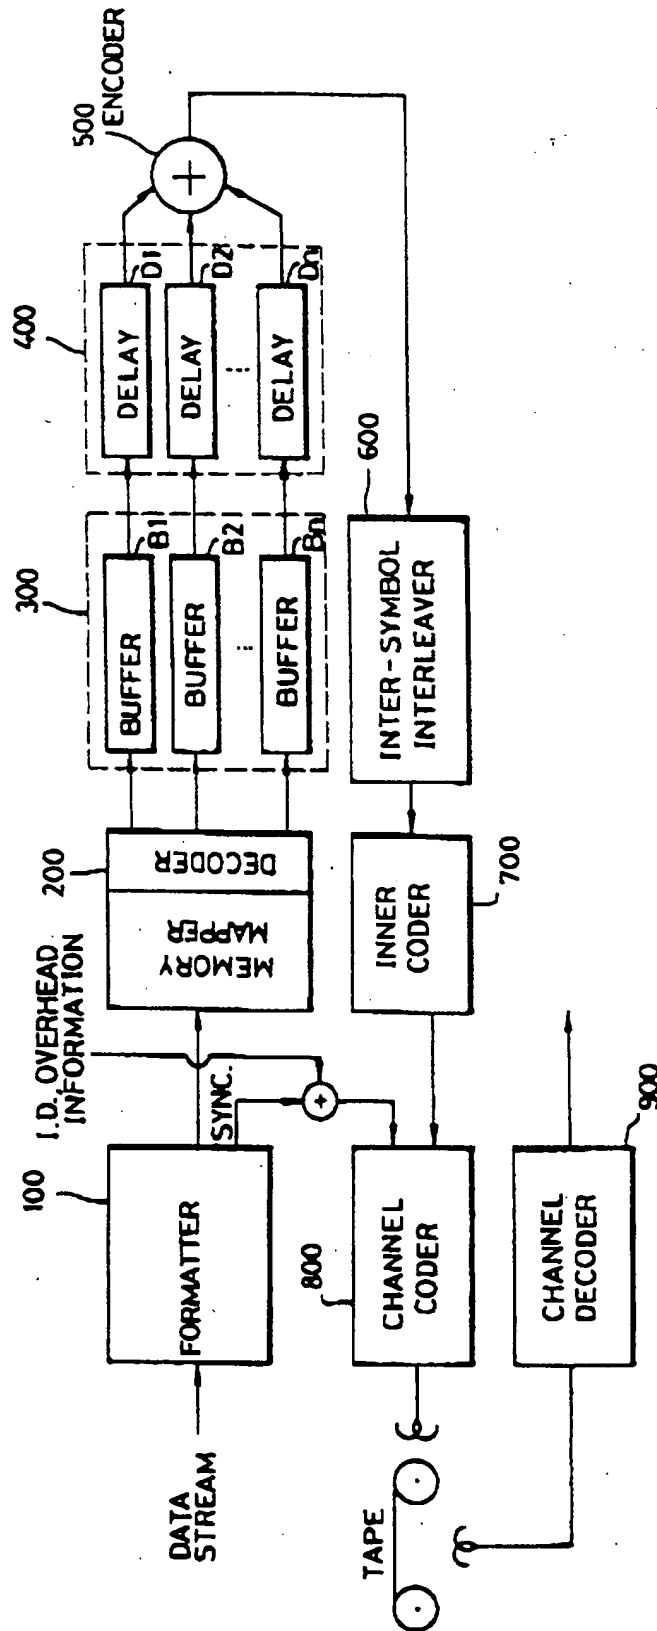 DATA
STREAM
100
FORMATTER
SYNC.
I.D., OVERHEAD
INFORMATION
200
MEMORY
MAPPER
DECODER
300
BUFFER
B1
BUFFER
B2
...
BUFFER
Bn
400
DELAY
D1
DELAY
D2
...
DELAY
Dn
500
ENCODER
+
600
INTER-SYMBOL
INTERLEAVER
700
INNER
CODER
+
800
CHANNEL
CODER
TAPE
900
CHANNEL
DECODER